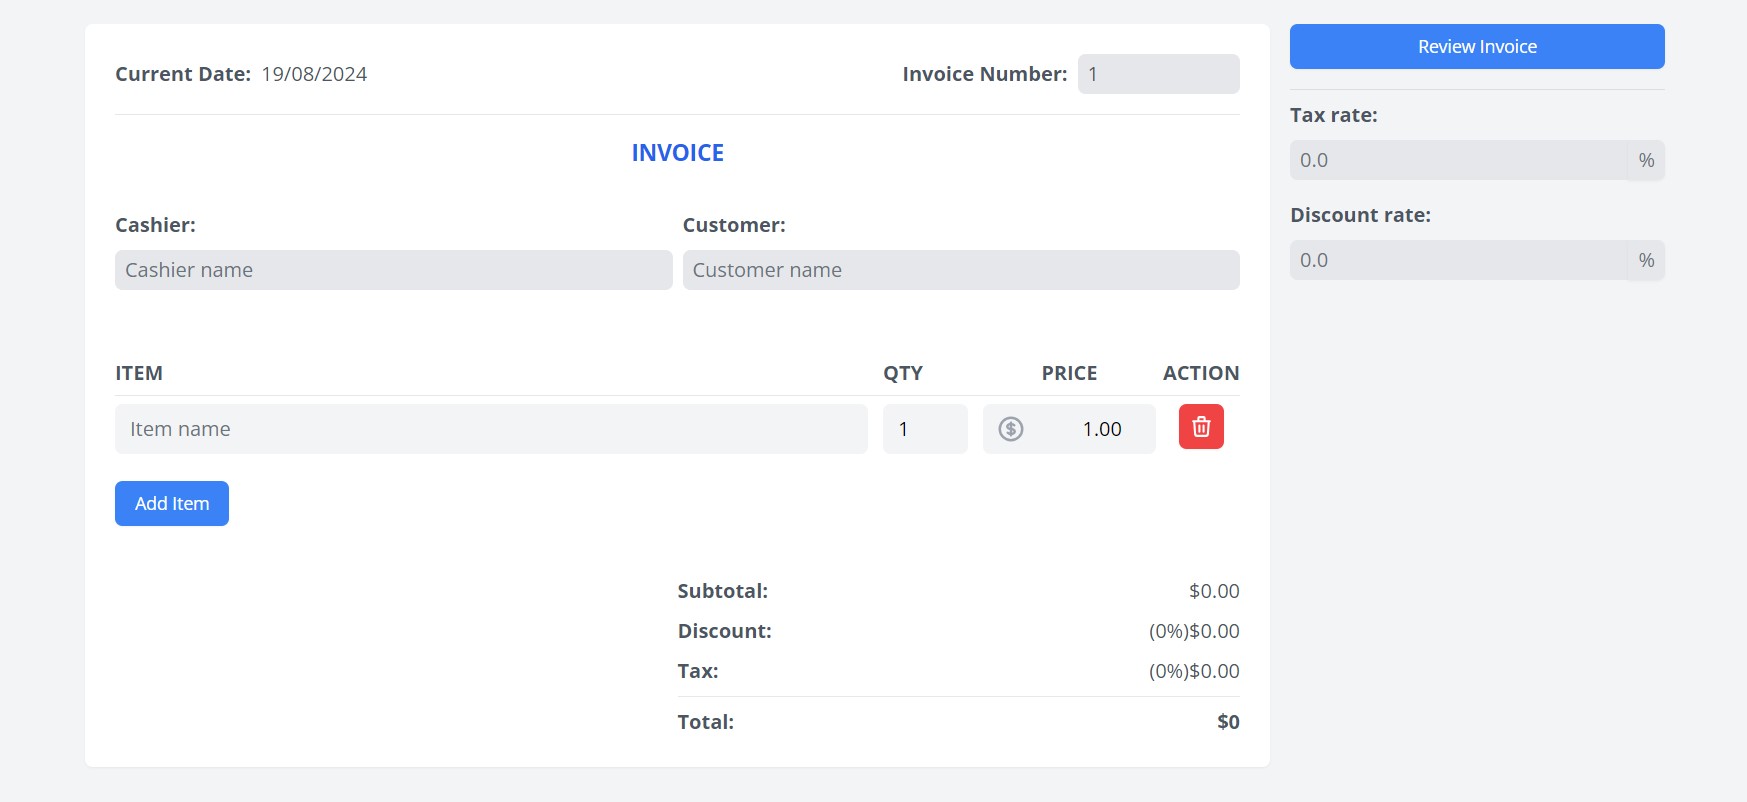 Current Date: 19/08/2024
Invoice Number: 1
Review Invoice
INVOICE
Tax rate:
0.0 %
Discount rate:
0.0 %
Cashier: Customer:
Cashier name Customer name
ITEM QTY PRICE ACTION
Item name 1 $ 1.00
Add Item
Subtotal: $0.00
Discount: (0%)$0.00
Tax: (0%)$0.00
Total: $0